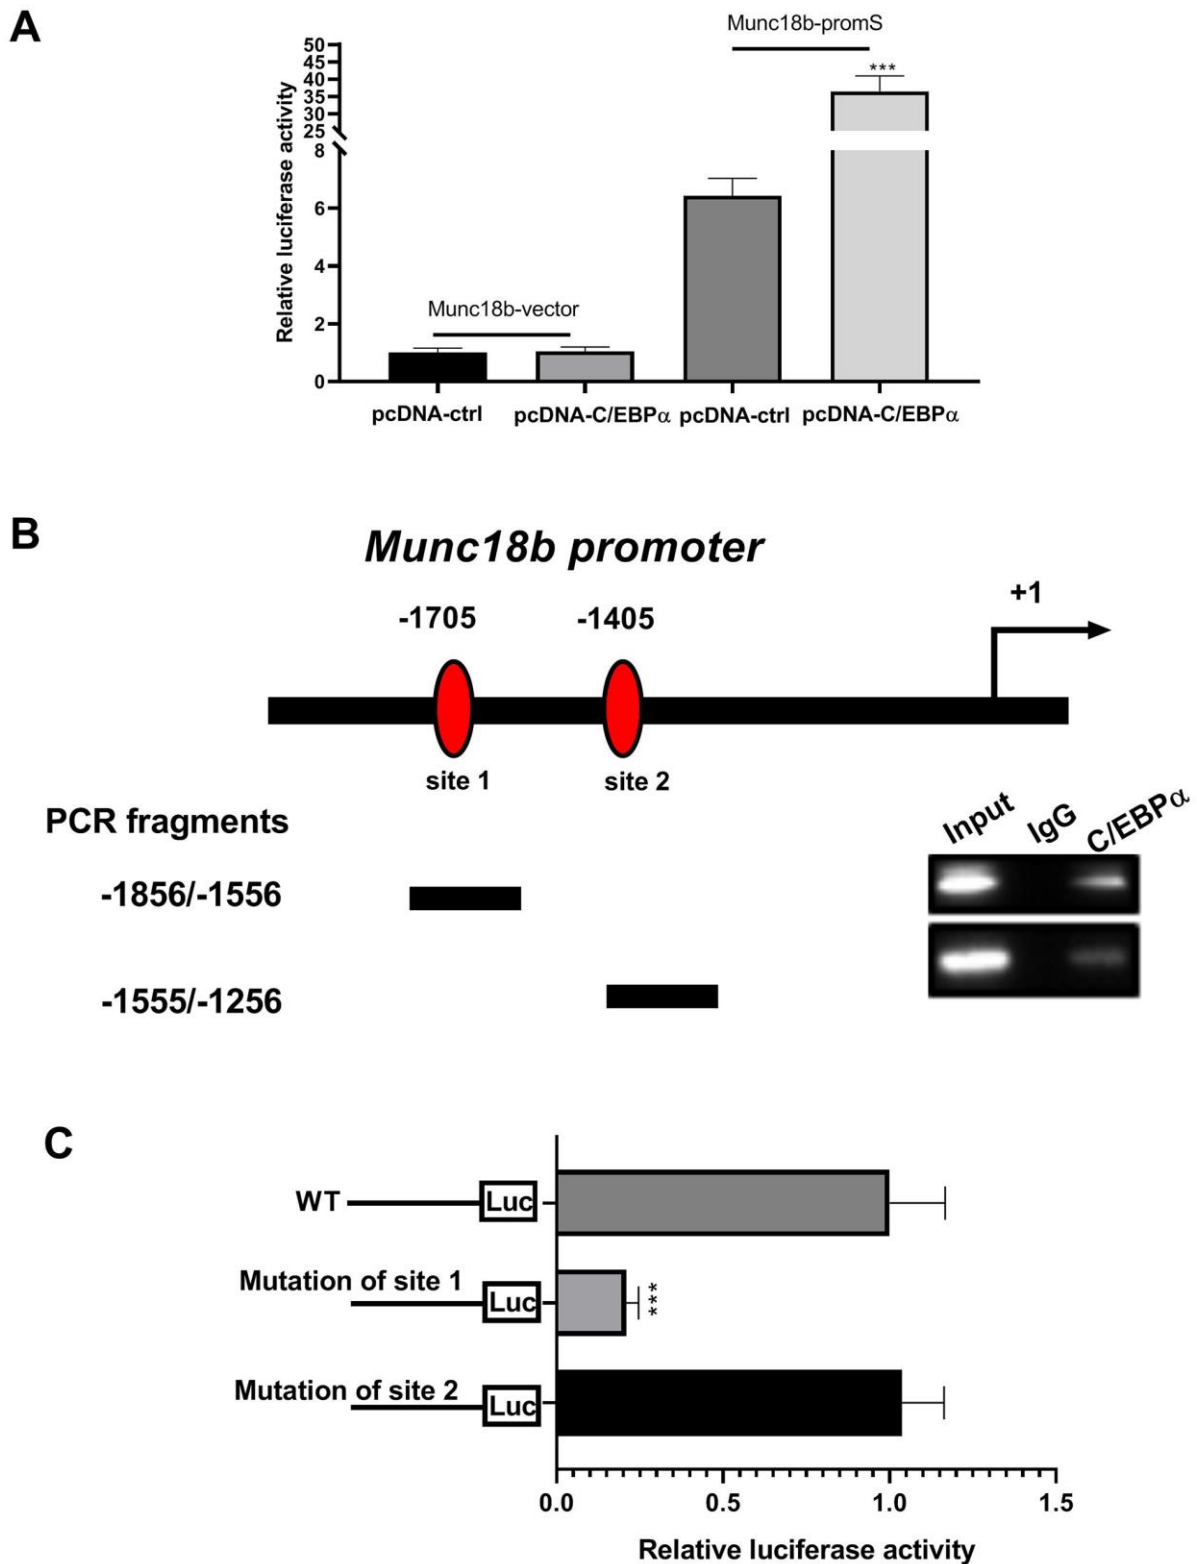 A
Munc18b-promS
***
50
45
40
35
30
25
8
6
4
2
0
Relative luciferase activity
Munc18b-vector
pcDNA-ctrl pcDNA-C/EBPα pcDNA-ctrl pcDNA-C/EBPα
B
Munc18b promoter
-1705 -1405 +1
site 1 site 2
PCR fragments
Input IgG C/EBPα
-1856/-1556
-1555/-1256
C
WT Luc
Mutation of site 1 Luc ***
Mutation of site 2 Luc
0.0 0.5 1.0 1.5
Relative luciferase activity